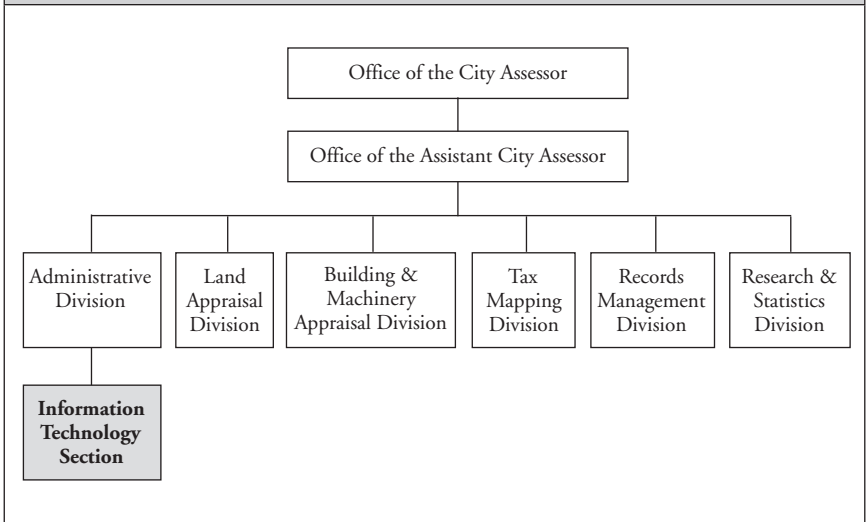 Office of the City Assessor
Office of the Assistant City Assessor
Administrative
Division
Land
Appraisal
Division
Building &
Machinery
Appraisal Division
Tax
Mapping
Division
Records
Management
Division
Research &
Statistics
Division
Information
Technology
Section